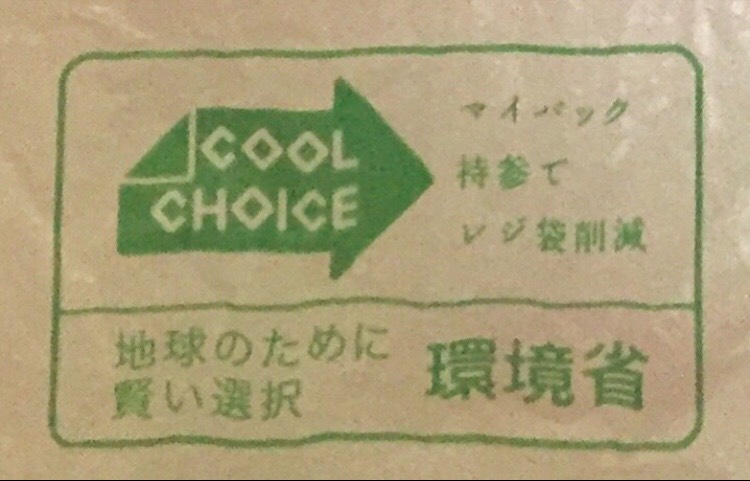 COOL
CHOICE
マイバック
持参で
レジ袋削減
地球のために
賢い選択
環境省